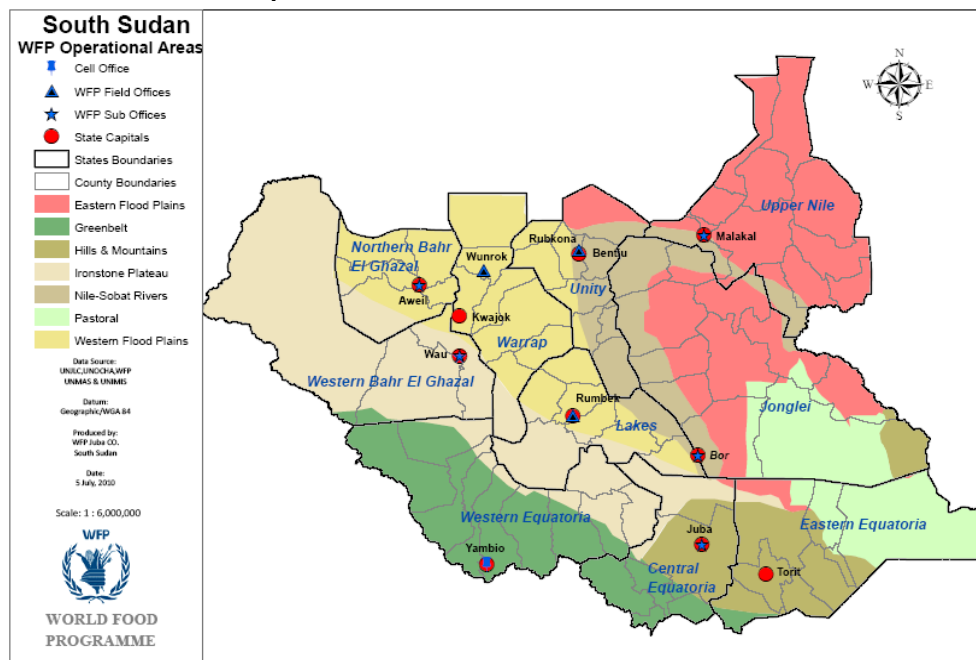 South Sudan
WFP Operational Areas
Cell Office
WFP Field Offices
WFP Sub Offices
State Capitals
States Boundaries
County Boundaries
Eastern Flood Plains
Greenbelt
Hills & Mountains
Ironstone Plateau
Nile-Sobat Rivers
Pastoral
Western Flood Plains
Data Source:
UNJLC,UNOCHA,WFP
UNMAS & UNIMIS
Datum:
Geographic/WGA 84
Produced by:
WFP Juba CO.
South Sudan
Date:
5 July, 2010
Scale: 1 : 6,000,000
WFP
WORLD FOOD
PROGRAMME
N
W
E
S
Upper Nile
Malakal
Northern Bahr
El Ghazal
Wunrok
Rubkona
Bentiu
Unity
Aweil
Kwajok
Warrap
Wau
Western Bahr El Ghazal
Rumbek
Lakes
Jonglei
Bor
Western Equatoria
Eastern Equatoria
Juba
Yambio
Central
Equatoria
Torit